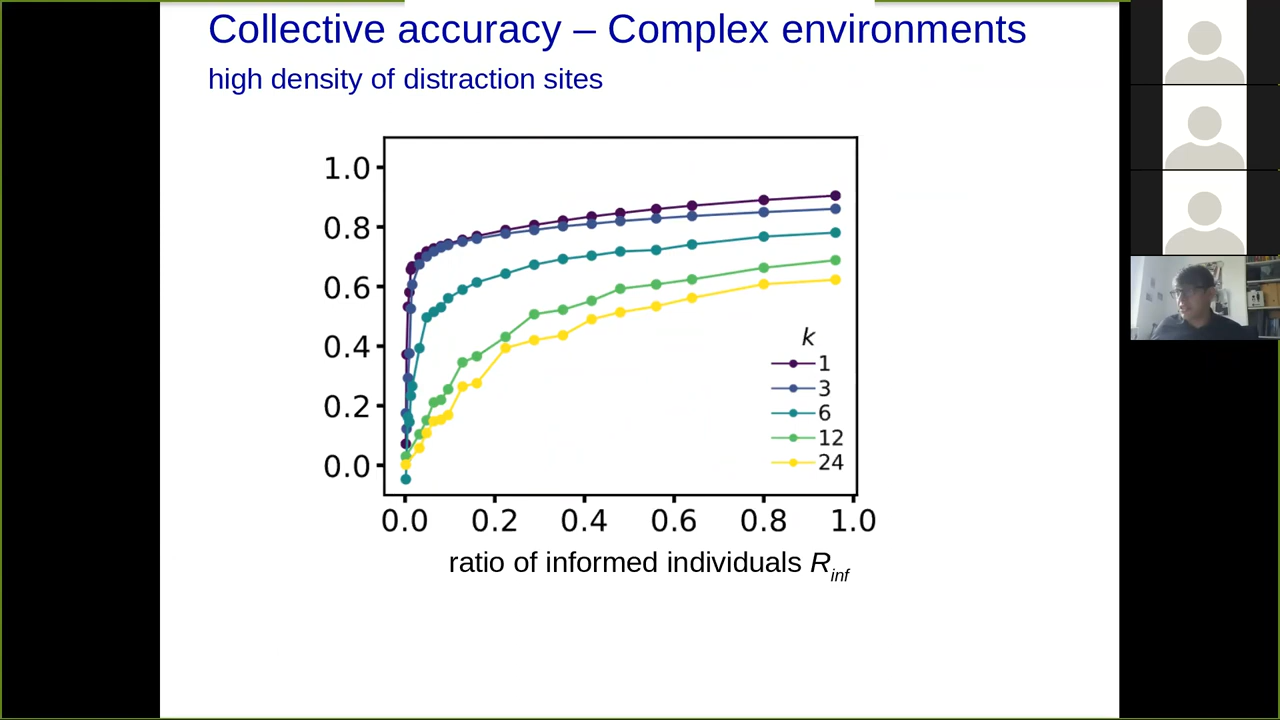 Collective accuracy – Complex environments
high density of distraction sites
1.0
0.8
0.6
0.4
0.2
0.0
k
1
3
6
12
24
0.0 0.2 0.4 0.6 0.8 1.0
ratio of informed individuals Rinf